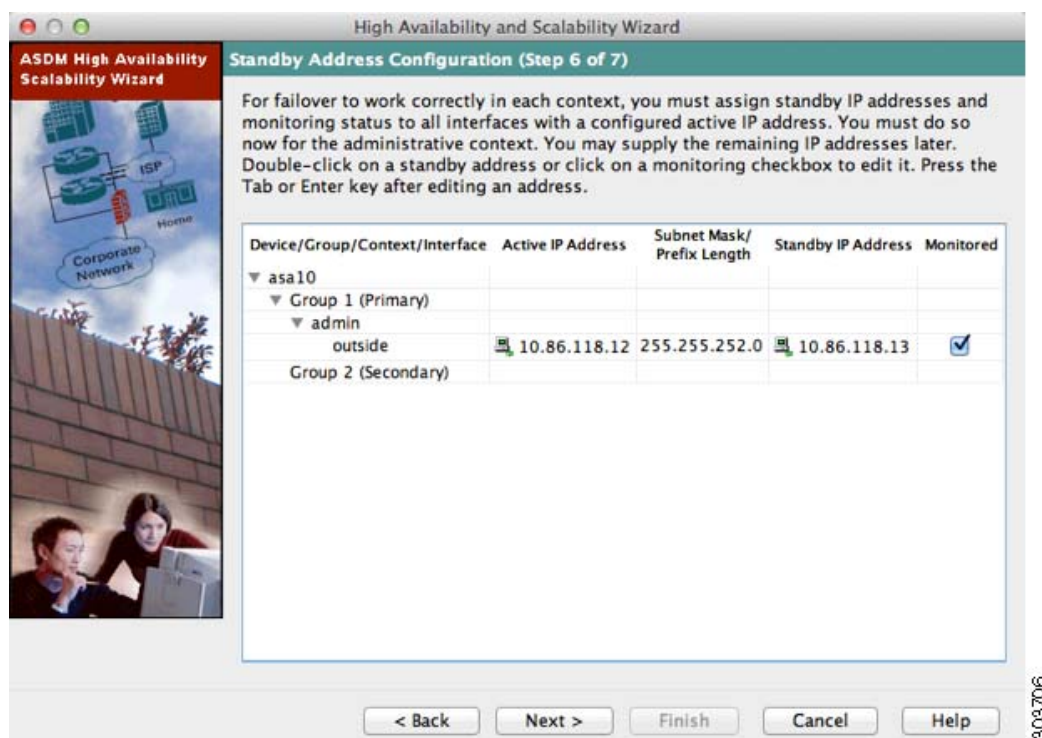 High Availability and Scalability Wizard
ASDM High Availability
Scalability Wizard
Standby Address Configuration (Step 6 of 7)
ISP
Home
Corporate
Network
For failover to work correctly in each context, you must assign standby IP addresses and
monitoring status to all interfaces with a configured active IP address. You must do so
now for the administrative context. You may supply the remaining IP addresses later.
Double-click on a standby address or click on a monitoring checkbox to edit it. Press the
Tab or Enter key after editing an address.
Device/Group/Context/Interface Active IP Address Subnet Mask/ Prefix Length Standby IP Address Monitored
asa10
Group 1 (Primary)
admin
outside 10.86.118.12 255.255.252.0 10.86.118.13
Group 2 (Secondary)
< Back Next > Finish Cancel Help